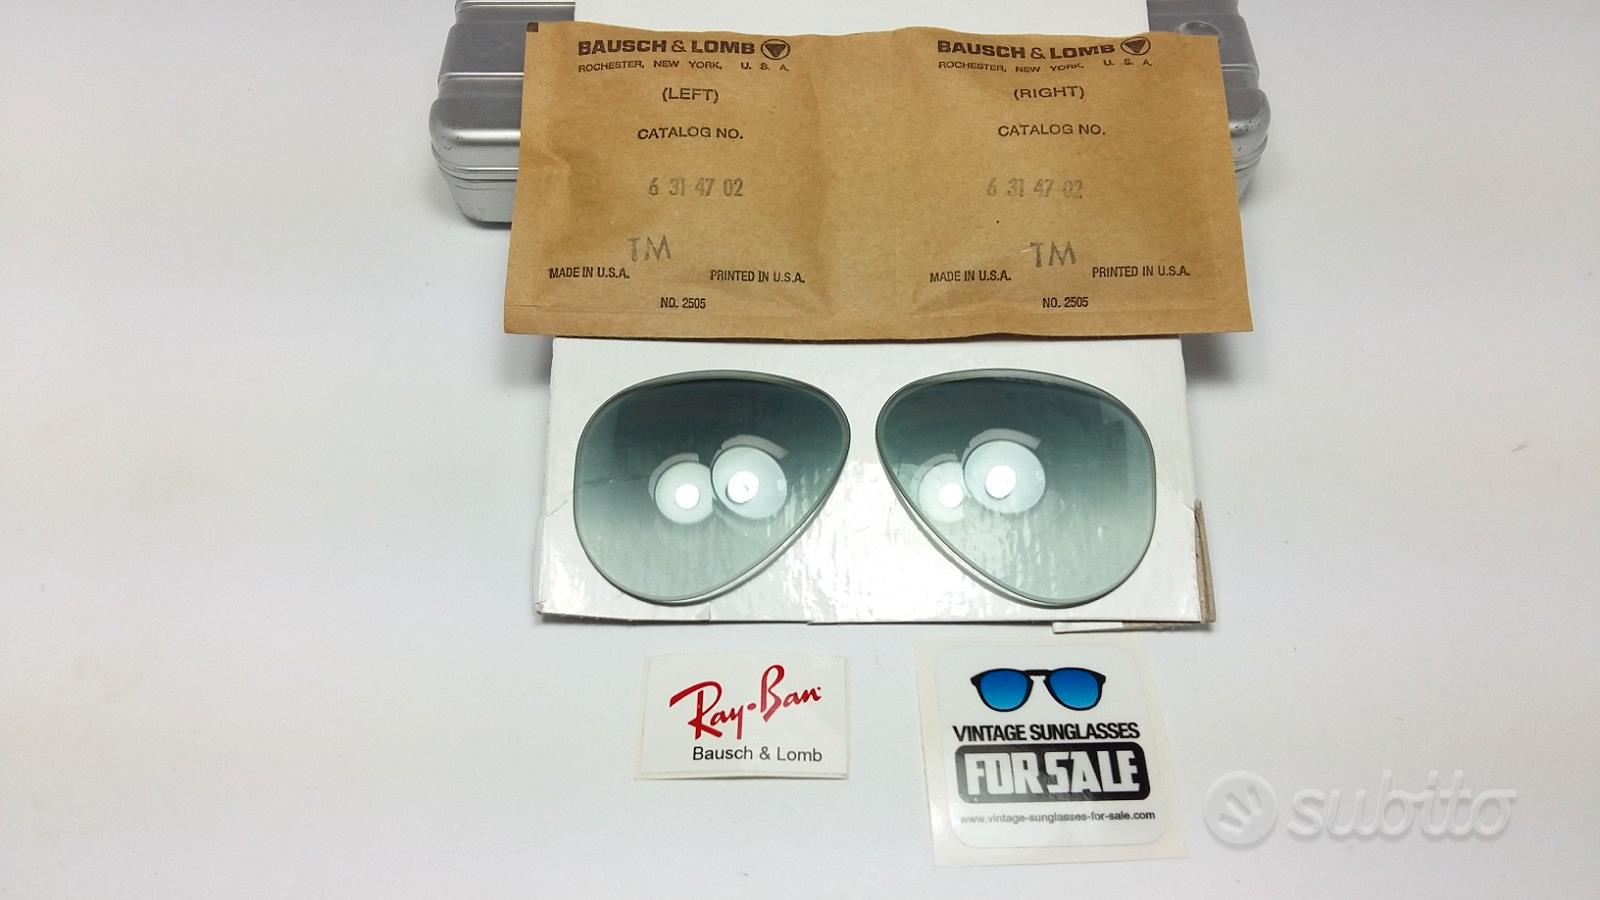 BAUSCH & LOMB
ROCHESTER, NEW YORK, U. S. A.
(LEFT)
CATALOG NO.
6 31 47 02
TM
MADE IN U.S.A. PRINTED IN U.S.A.
NO. 2505
BAUSCH & LOMB
ROCHESTER, NEW YORK, U. S. A.
(RIGHT)
CATALOG NO.
6 31 47 02
TM
MADE IN U.S.A. PRINTED IN U.S.A.
NO. 2505
Ray-Ban
Bausch & Lomb
VINTAGE SUNGLASSES
FOR SALE
www.vintage-sunglasses-for-sale.com
subito